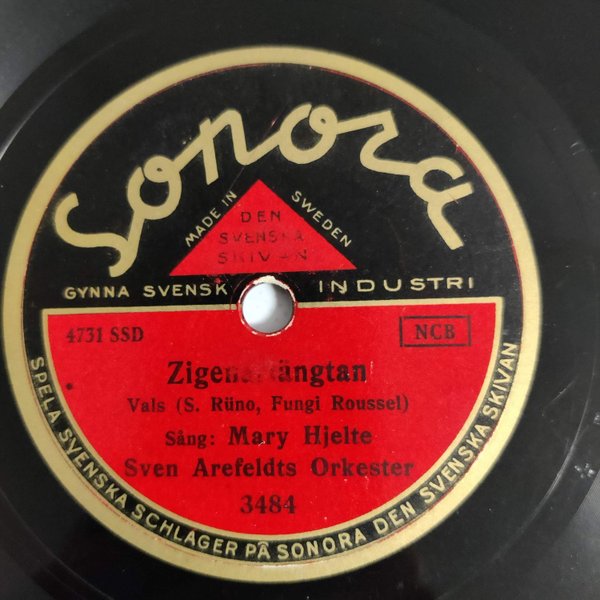 Sonora
MADE IN SWEDEN
DEN
SVENSKA
SKIVAN
GYNNA SVENSK INDUSTRI
4731 SSD
NCB
Zigenarlängtan
Vals (S. Rüno, Fungi Roussel)
Sång: Mary Hjelte
Sven Arefeldts Orkester
3484
SPELA SVENSKA SCHLAGER PÅ SONORA DEN SVENSKA SKIVAN